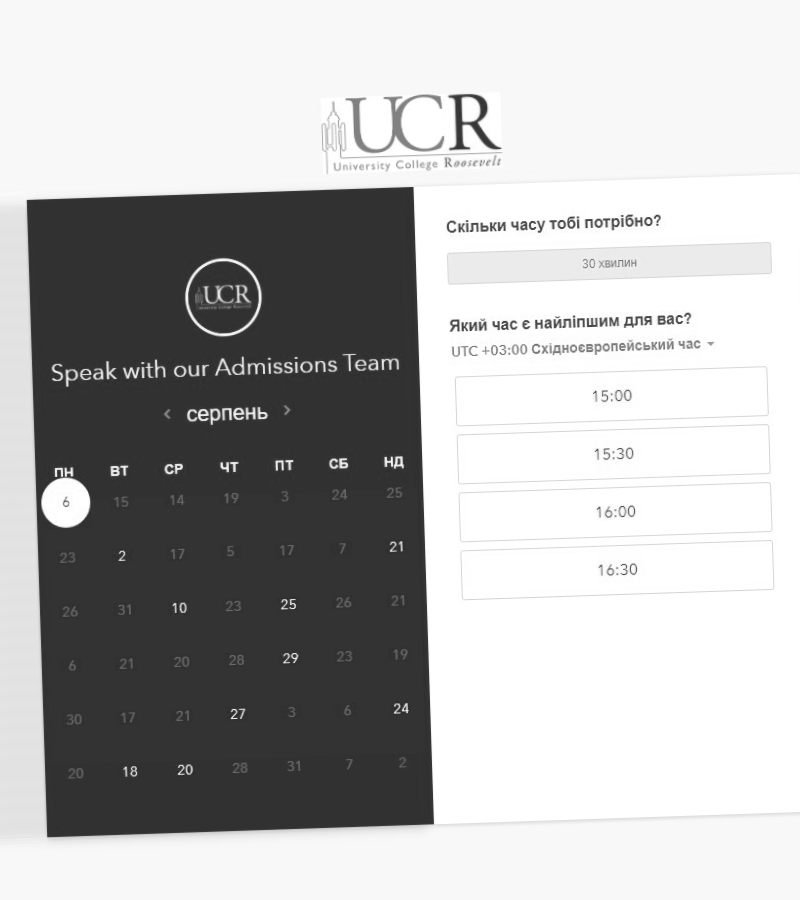 UCR
University College Roosevelt
UCR
Speak with our Admissions Team
< серпень >
ПН ВТ СР ЧТ ПТ СБ НД
6 15 14 19 3 24 25
23 2 17 5 17 7 21
26 31 10 23 25 26 21
6 21 20 28 29 23 19
30 17 21 27 3 6 24
20 18 20 28 31 7 2
Скільки часу тобі потрібно?
30 хвилин
Який час є найліпшим для вас?
UTC +03:00 Східноєвропейський час
15:00
15:30
16:00
16:30